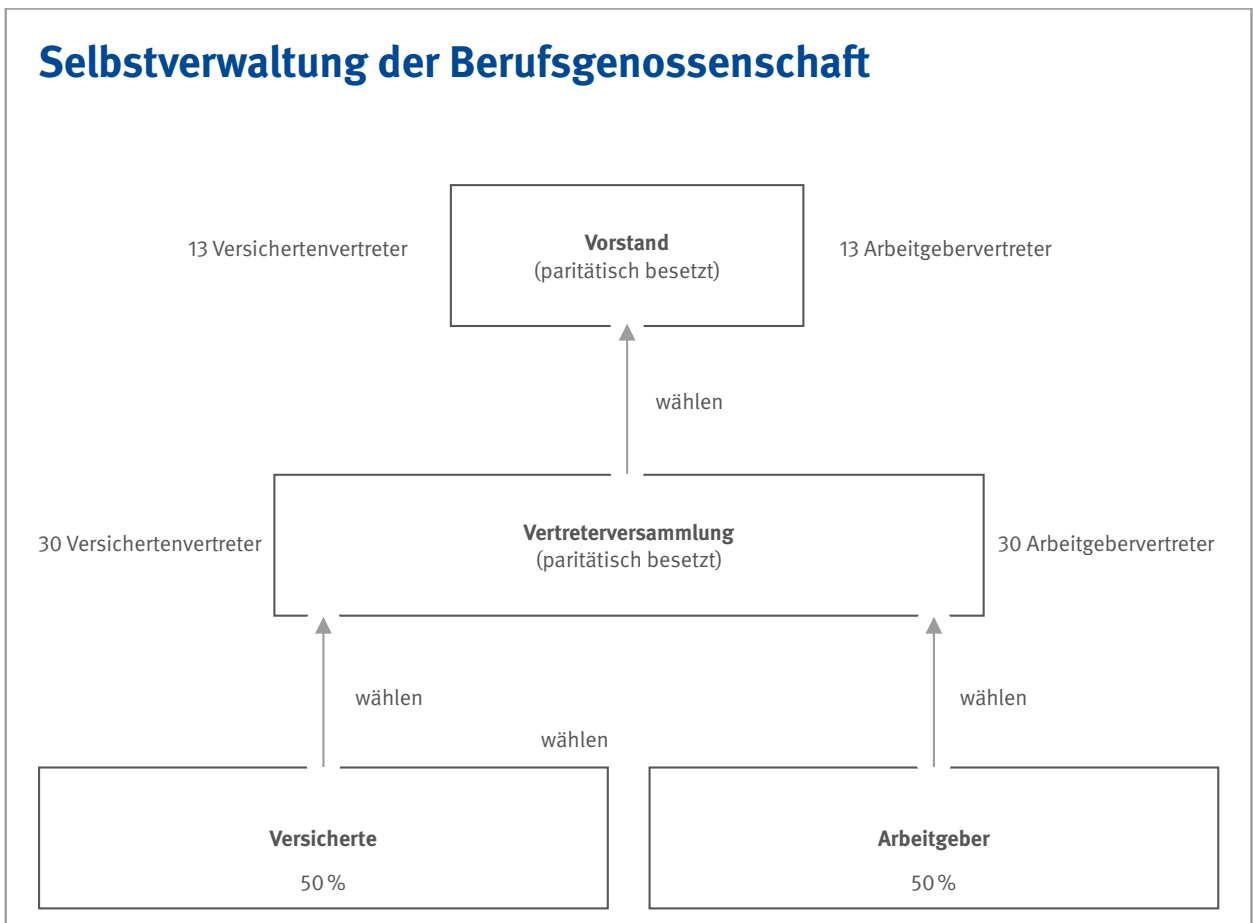 Selbstverwaltung der Berufsgenossenschaft
13 Versichertenvertreter
Vorstand
(paritätisch besetzt)
13 Arbeitgebervertreter
wählen
30 Versichertenvertreter
Vertreterversammlung
(paritätisch besetzt)
30 Arbeitgebervertreter
wählen
wählen
wählen
Versicherte
50 %
Arbeitgeber
50 %